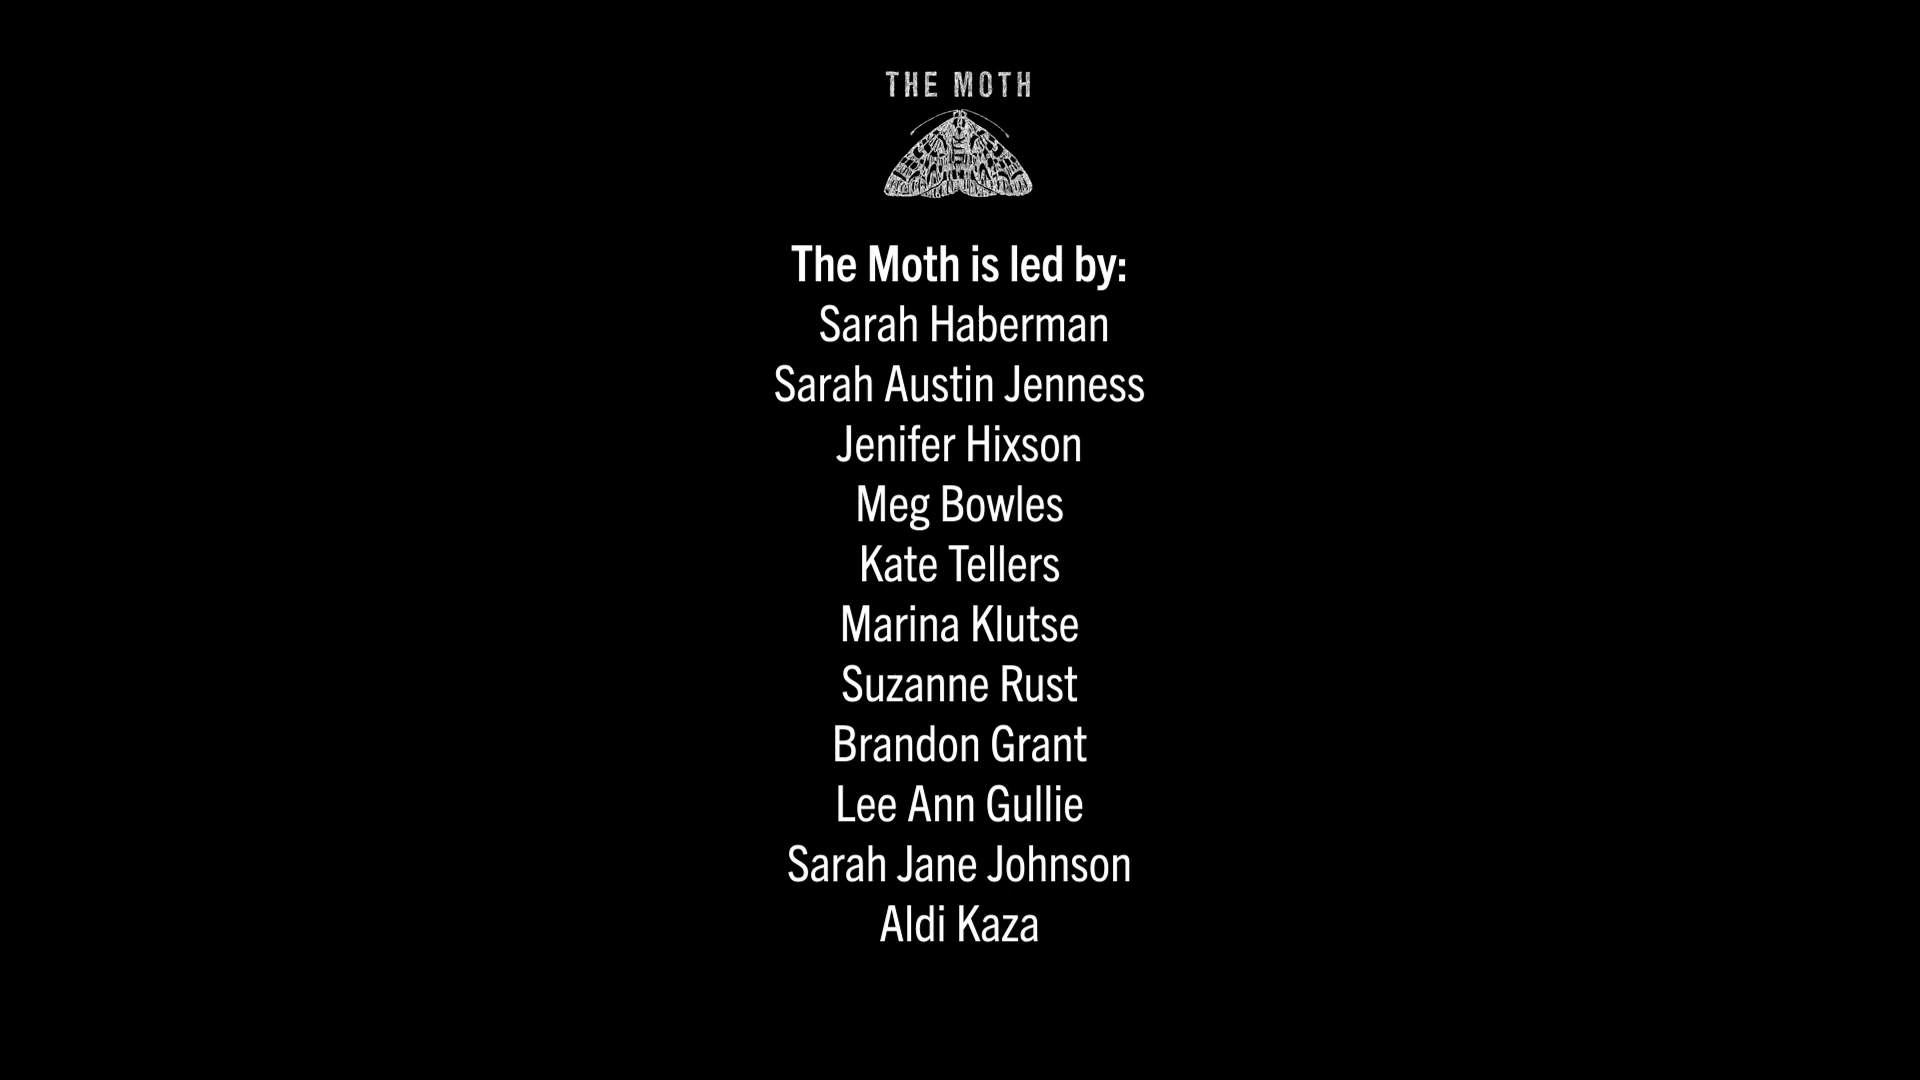 THE MOTH
The Moth is led by:
Sarah Haberman
Sarah Austin Jenness
Jenifer Hixson
Meg Bowles
Kate Tellers
Marina Klutse
Suzanne Rust
Brandon Grant
Lee Ann Gullie
Sarah Jane Johnson
Aldi Kaza